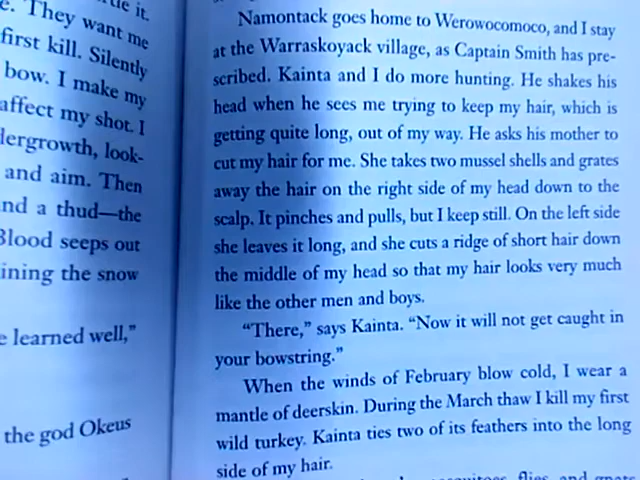 e. They want me
first kill. Silently
bow. I make my
affect my shot. I
dergrowth, look-
and aim. Then
nd a thud—the
Blood seeps out
ining the snow
e learned well,"
the god Okeus
Namontack goes home to Werowocomoco, and I stay
at the Warraskoyack village, as Captain Smith has pre-
scribed. Kainta and I do more hunting. He shakes his
head when he sees me trying to keep my hair, which is
getting quite long, out of my way. He asks his mother to
cut my hair for me. She takes two mussel shells and grates
away the hair on the right side of my head down to the
scalp. It pinches and pulls, but I keep still. On the left side
she leaves it long, and she cuts a ridge of short hair down
the middle of my head so that my hair looks very much
like the other men and boys.
"There," says Kainta. "Now it will not get caught in
your bowstring."
When the winds of February blow cold, I wear a
mantle of deerskin. During the March thaw I kill my first
wild turkey. Kainta ties two of its feathers into the long
side of my hair.
flies, and gnats